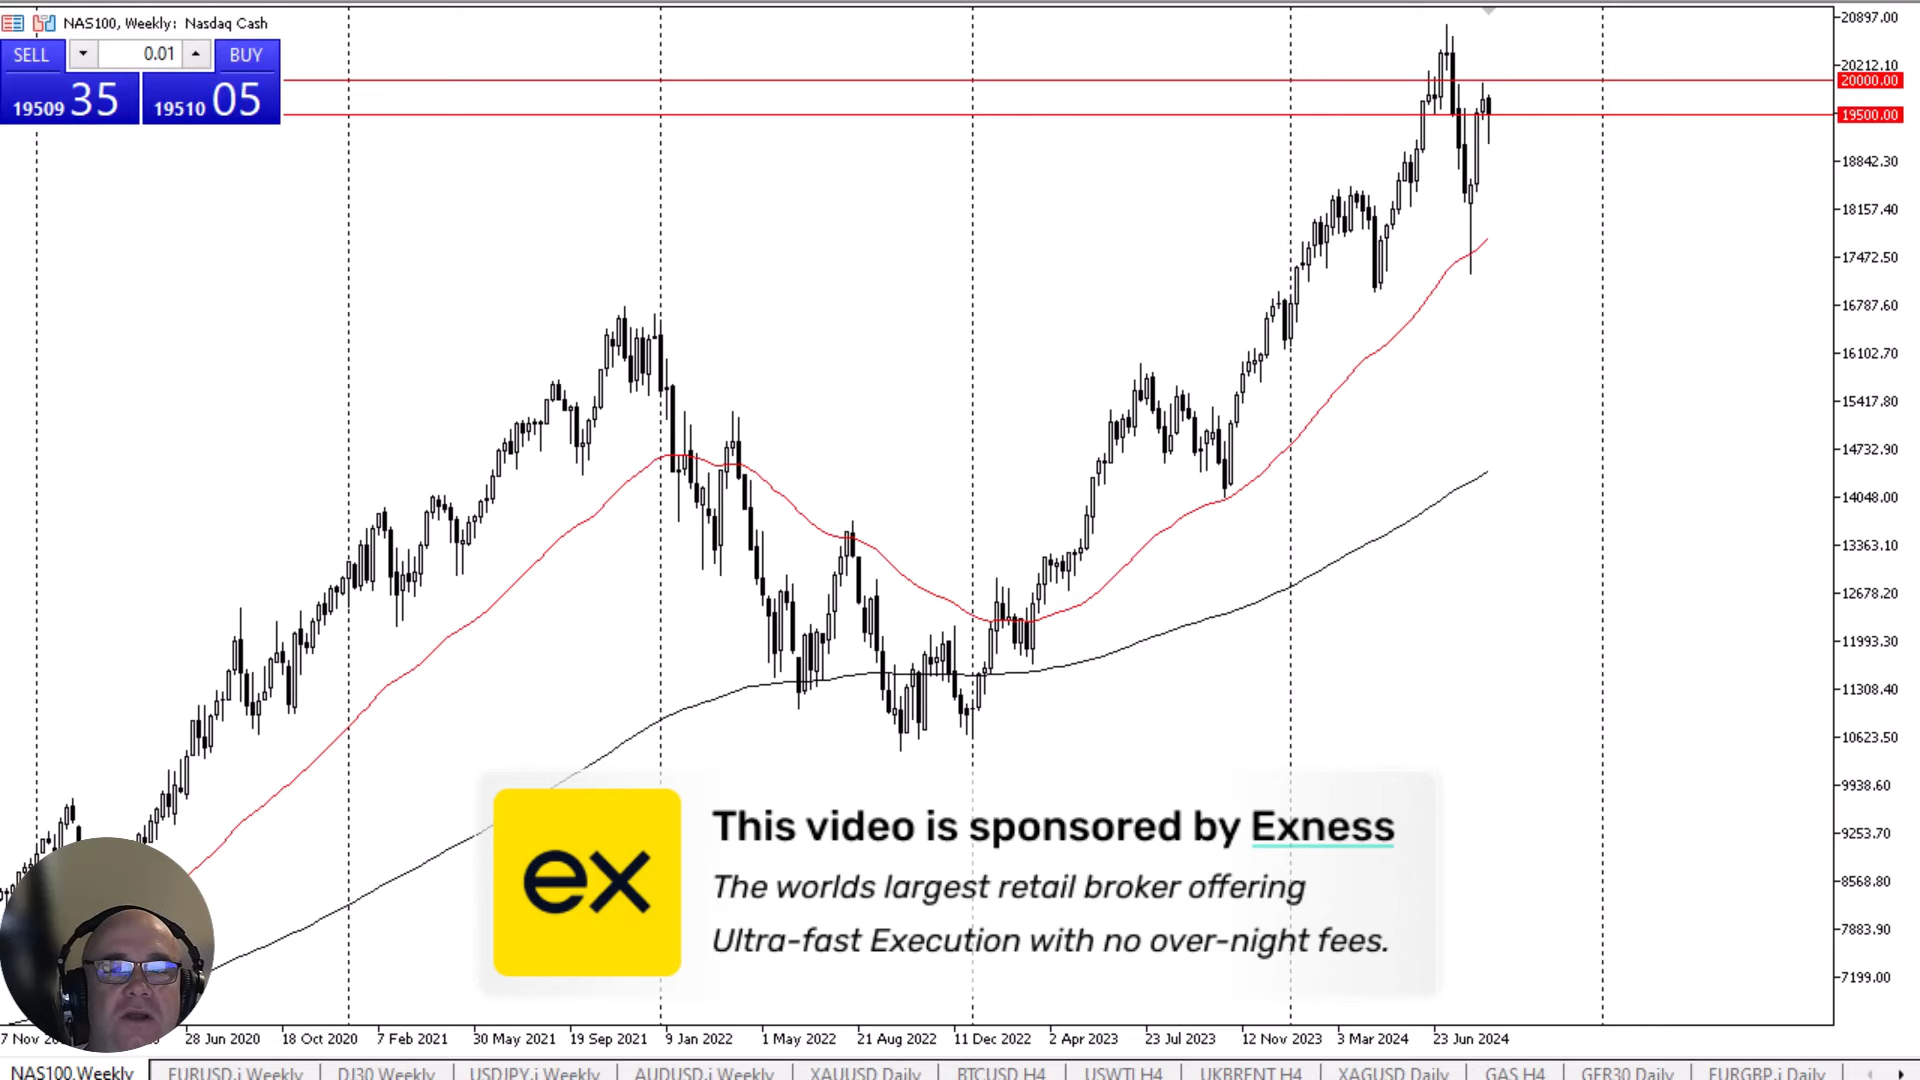 NAS100, Weekly: Nasdaq Cash
SELL 0.01 BUY
19509 35 19510 05
20897.00
20212.10
20000.00
19500.00
18842.30
18157.40
17472.50
16787.60
16102.70
15417.80
14732.90
14048.00
13363.10
12678.20
11993.30
11308.40
10623.50
9938.60
9253.70
8568.80
7883.90
7199.00
ex
This video is sponsored by Exness
The worlds largest retail broker offering
Ultra-fast Execution with no over-night fees.
28 Jun 2020 18 Oct 2020 7 Feb 2021 30 May 2021 19 Sep 2021 9 Jan 2022 1 May 2022 21 Aug 2022 11 Dec 2022 2 Apr 2023 23 Jul 2023 12 Nov 2023 3 Mar 2024 23 Jun 2024
NAS100,Weekly EURUSD.i,Weekly DJ30,Weekly USDJPY.i,Weekly AUDUSD.i,Weekly XAUUSD,Daily BTCUSD,H4 USWTI,H4 UKBRENT,H4 XAGUSD,Daily GAS,H4 GER30,Daily EURGBP.i,Daily